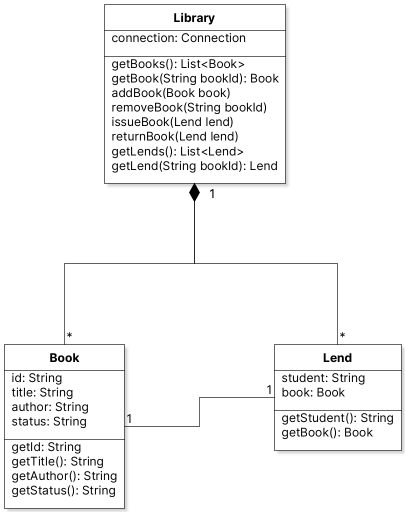 Library
connection: Connection
getBooks(): List<Book>
getBook(String bookId): Book
addBook(Book book)
removeBook(String bookId)
issueBook(Lend lend)
returnBook(Lend lend)
getLends(): List<Lend>
getLend(String bookId): Lend
1
*
*
Book
id: String
title: String
author: String
status: String
getId: String
getTitle(): String
getAuthor(): String
getStatus(): String
1
1
Lend
student: String
book: Book
getStudent(): String
getBook(): Book